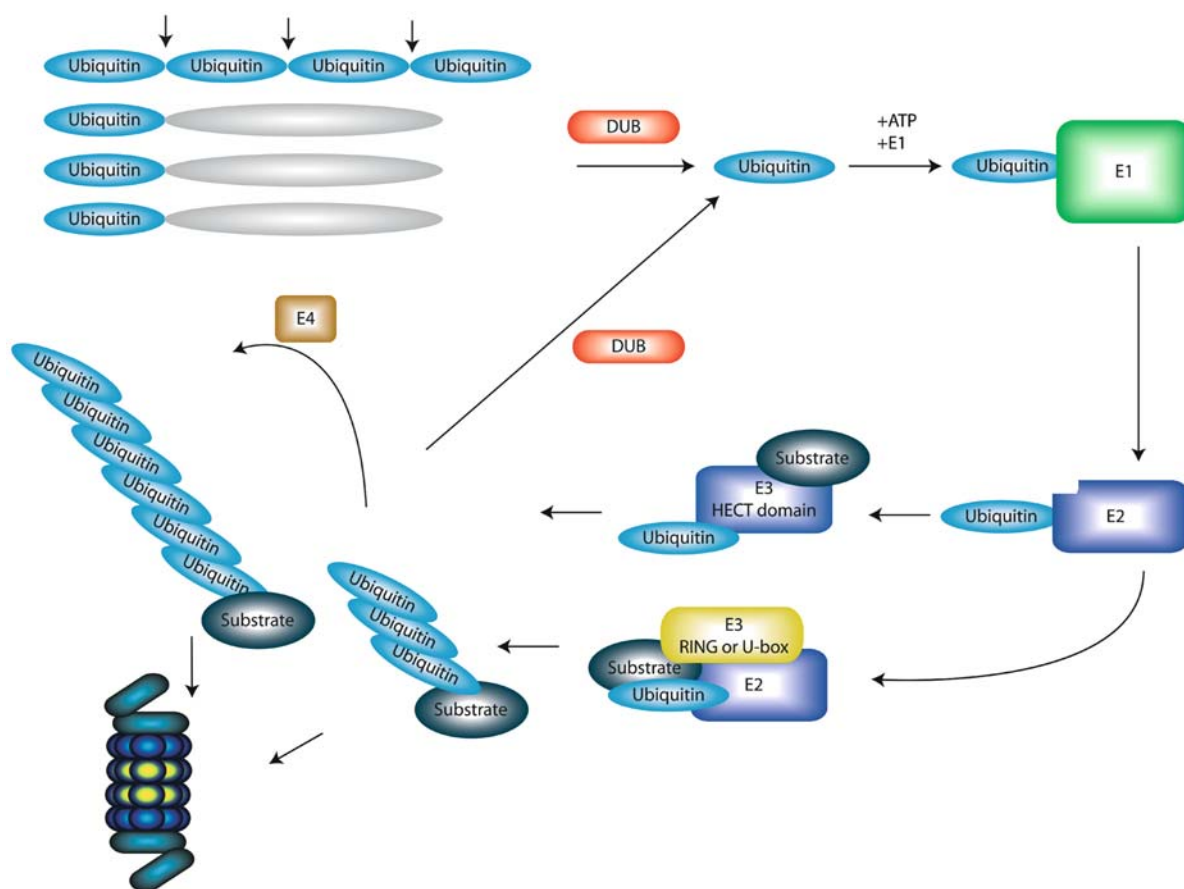 Ubiquitin Ubiquitin Ubiquitin Ubiquitin
Ubiquitin
Ubiquitin
Ubiquitin
DUB
Ubiquitin
+ATP
+E1
Ubiquitin
E1
E4
DUB
Ubiquitin
Ubiquitin
Ubiquitin
Ubiquitin
Ubiquitin
Ubiquitin
Substrate
Substrate
E3
HECT domain
Ubiquitin
Ubiquitin
E2
Ubiquitin
Ubiquitin
Ubiquitin
Substrate
E3
RING or U-box
Substrate
E2
Ubiquitin